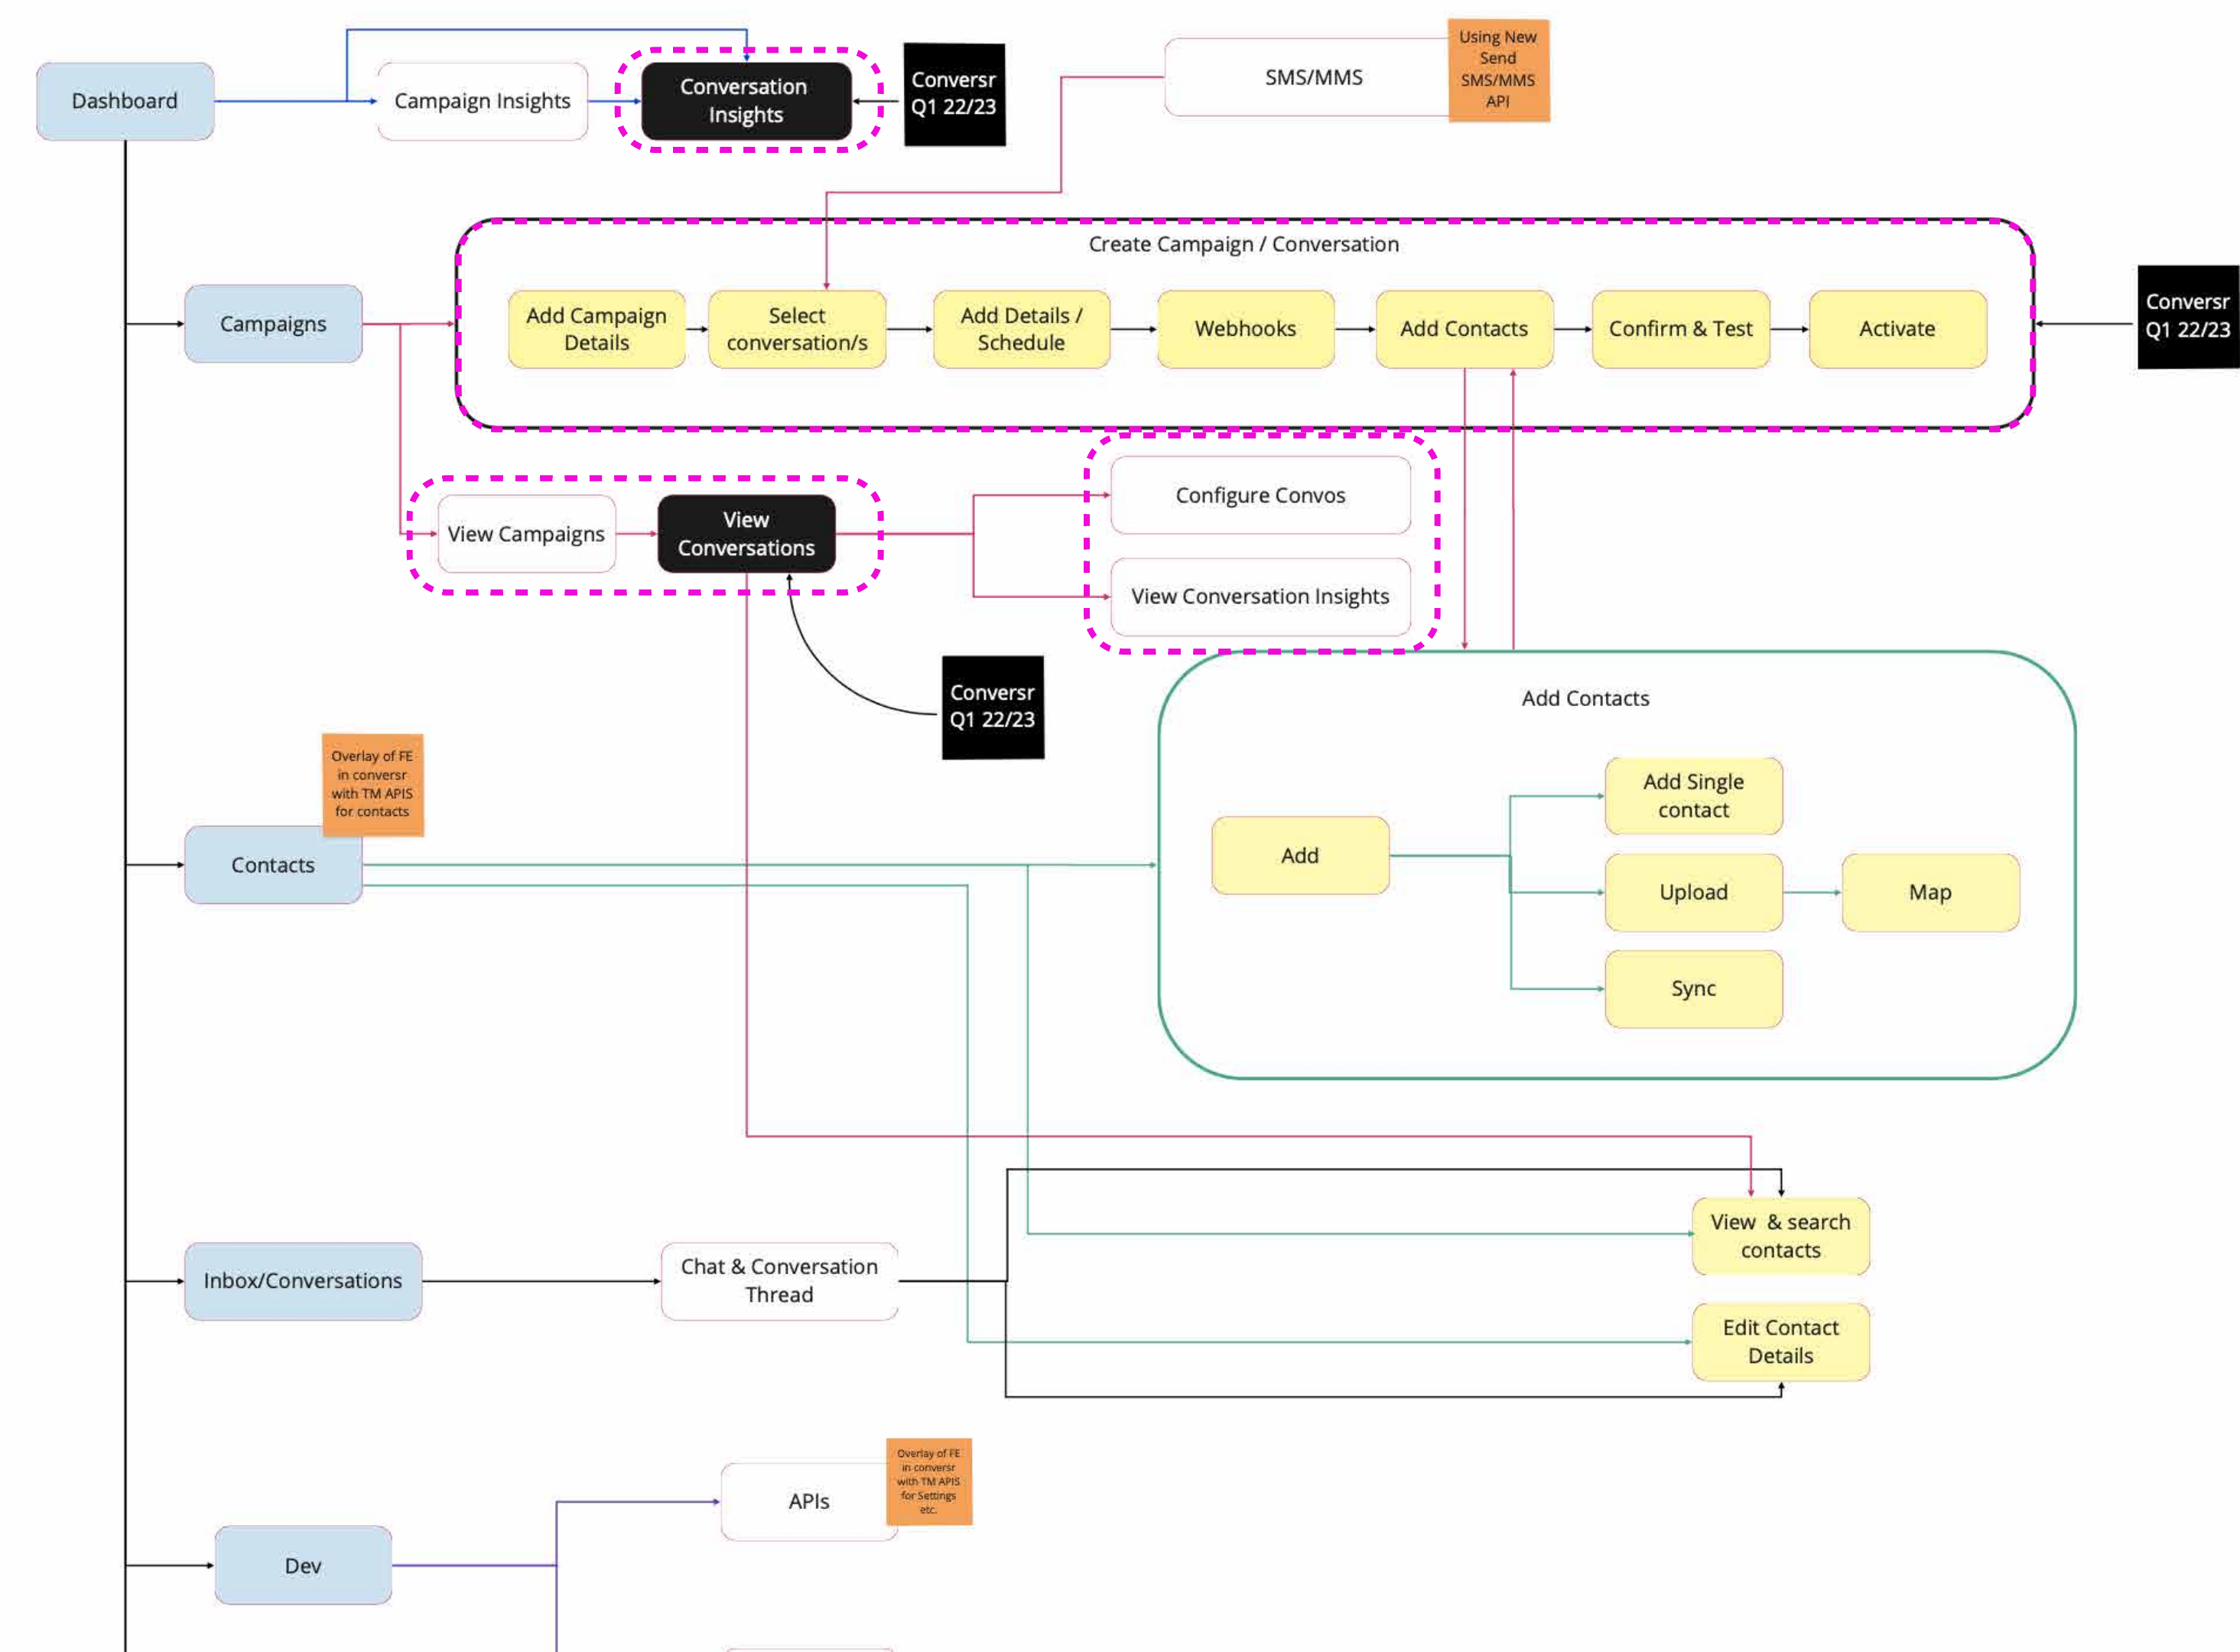 Dashboard
Campaign Insights
Conversation
Insights
Conversr
Q1 22/23
SMS/MMS
Using New
Send
SMS/MMS
API
Create Campaign / Conversation
Campaigns
Add Campaign
Details
Select
conversation/s
Add Details /
Schedule
Webhooks
Add Contacts
Confirm & Test
Activate
Conversr
Q1 22/23
View Campaigns
View
Conversations
Configure Convos
View Conversation Insights
Conversr
Q1 22/23
Overlay of FE
in conversr
with TM APIS
for contacts
Contacts
Add Contacts
Add
Add Single
contact
Upload
Map
Sync
Inbox/Conversations
Chat & Conversation
Thread
View & search
contacts
Edit Contact
Details
Dev
APIs
Overlay of FE
in conversr
with TM APIS
for Settings
etc.